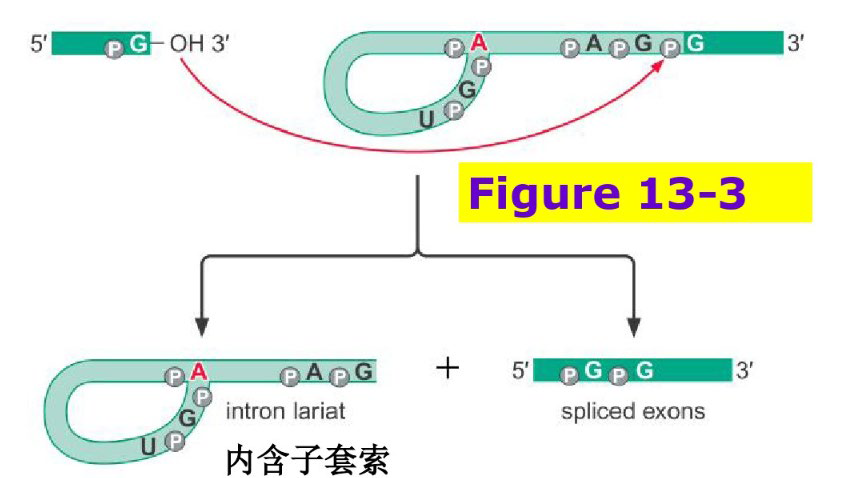 5′ P G – OH 3′
P A P A P G P G 3′
P
G
U P
Figure 13-3
P A P A P G
P
G
U P
intron lariat
内含子套索
+
5′ P G P G 3′
spliced exons